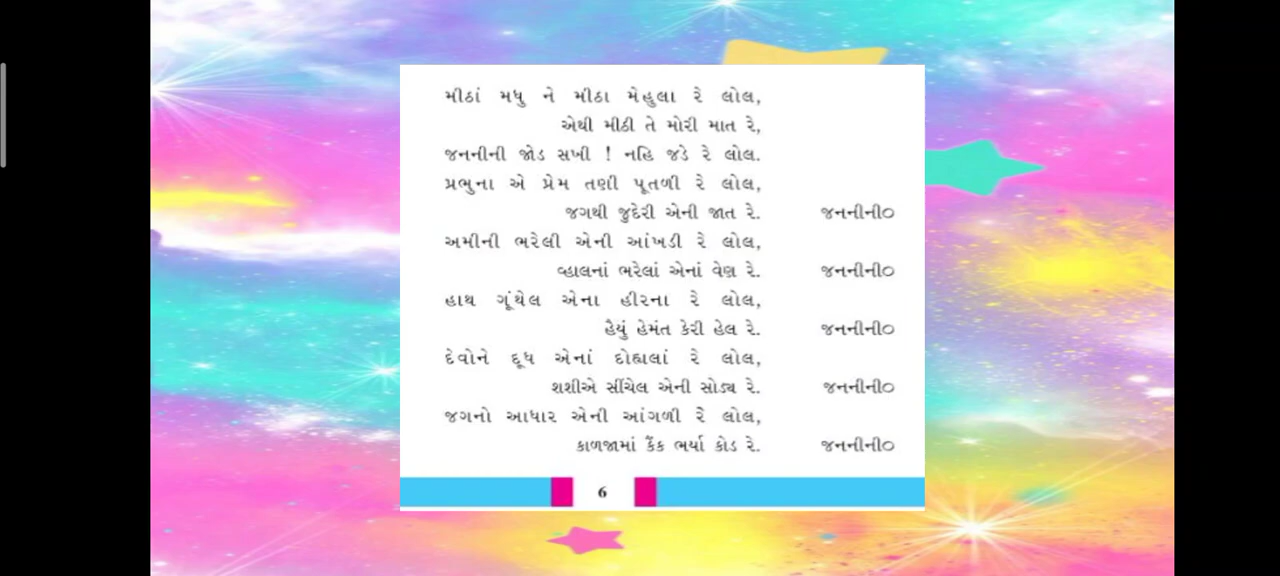 મીઠાં મધુ ને મીઠા મેહુલા રે લોલ,
એથી મીઠી તે મોરી માત રે,
જનનીની જોડ સખી ! નહિ જડે રે લોલ.
પ્રભુના એ પ્રેમ તણી પૂતળી રે લોલ,
જગથી જુદેરી એની જાત રે. જનનીની૦
અમીની ભરેલી એની આંખડી રે લોલ,
વ્હાલનાં ભરેલાં એનાં વેણ રે. જનનીની૦
હાથ ગૂંથેલ એના હીરના રે લોલ,
હૈયું હેમંત કેરી હેલ રે. જનનીની૦
દેવોને દૂધ એનાં દોહ્યલાં રે લોલ,
શશીએ સીંચેલ એની સોડ્ય રે. જનનીની૦
જગનો આધાર એની આંગળી રે લોલ,
કાળજામાં કૈંક ભર્યા કોડ રે. જનનીની૦
6